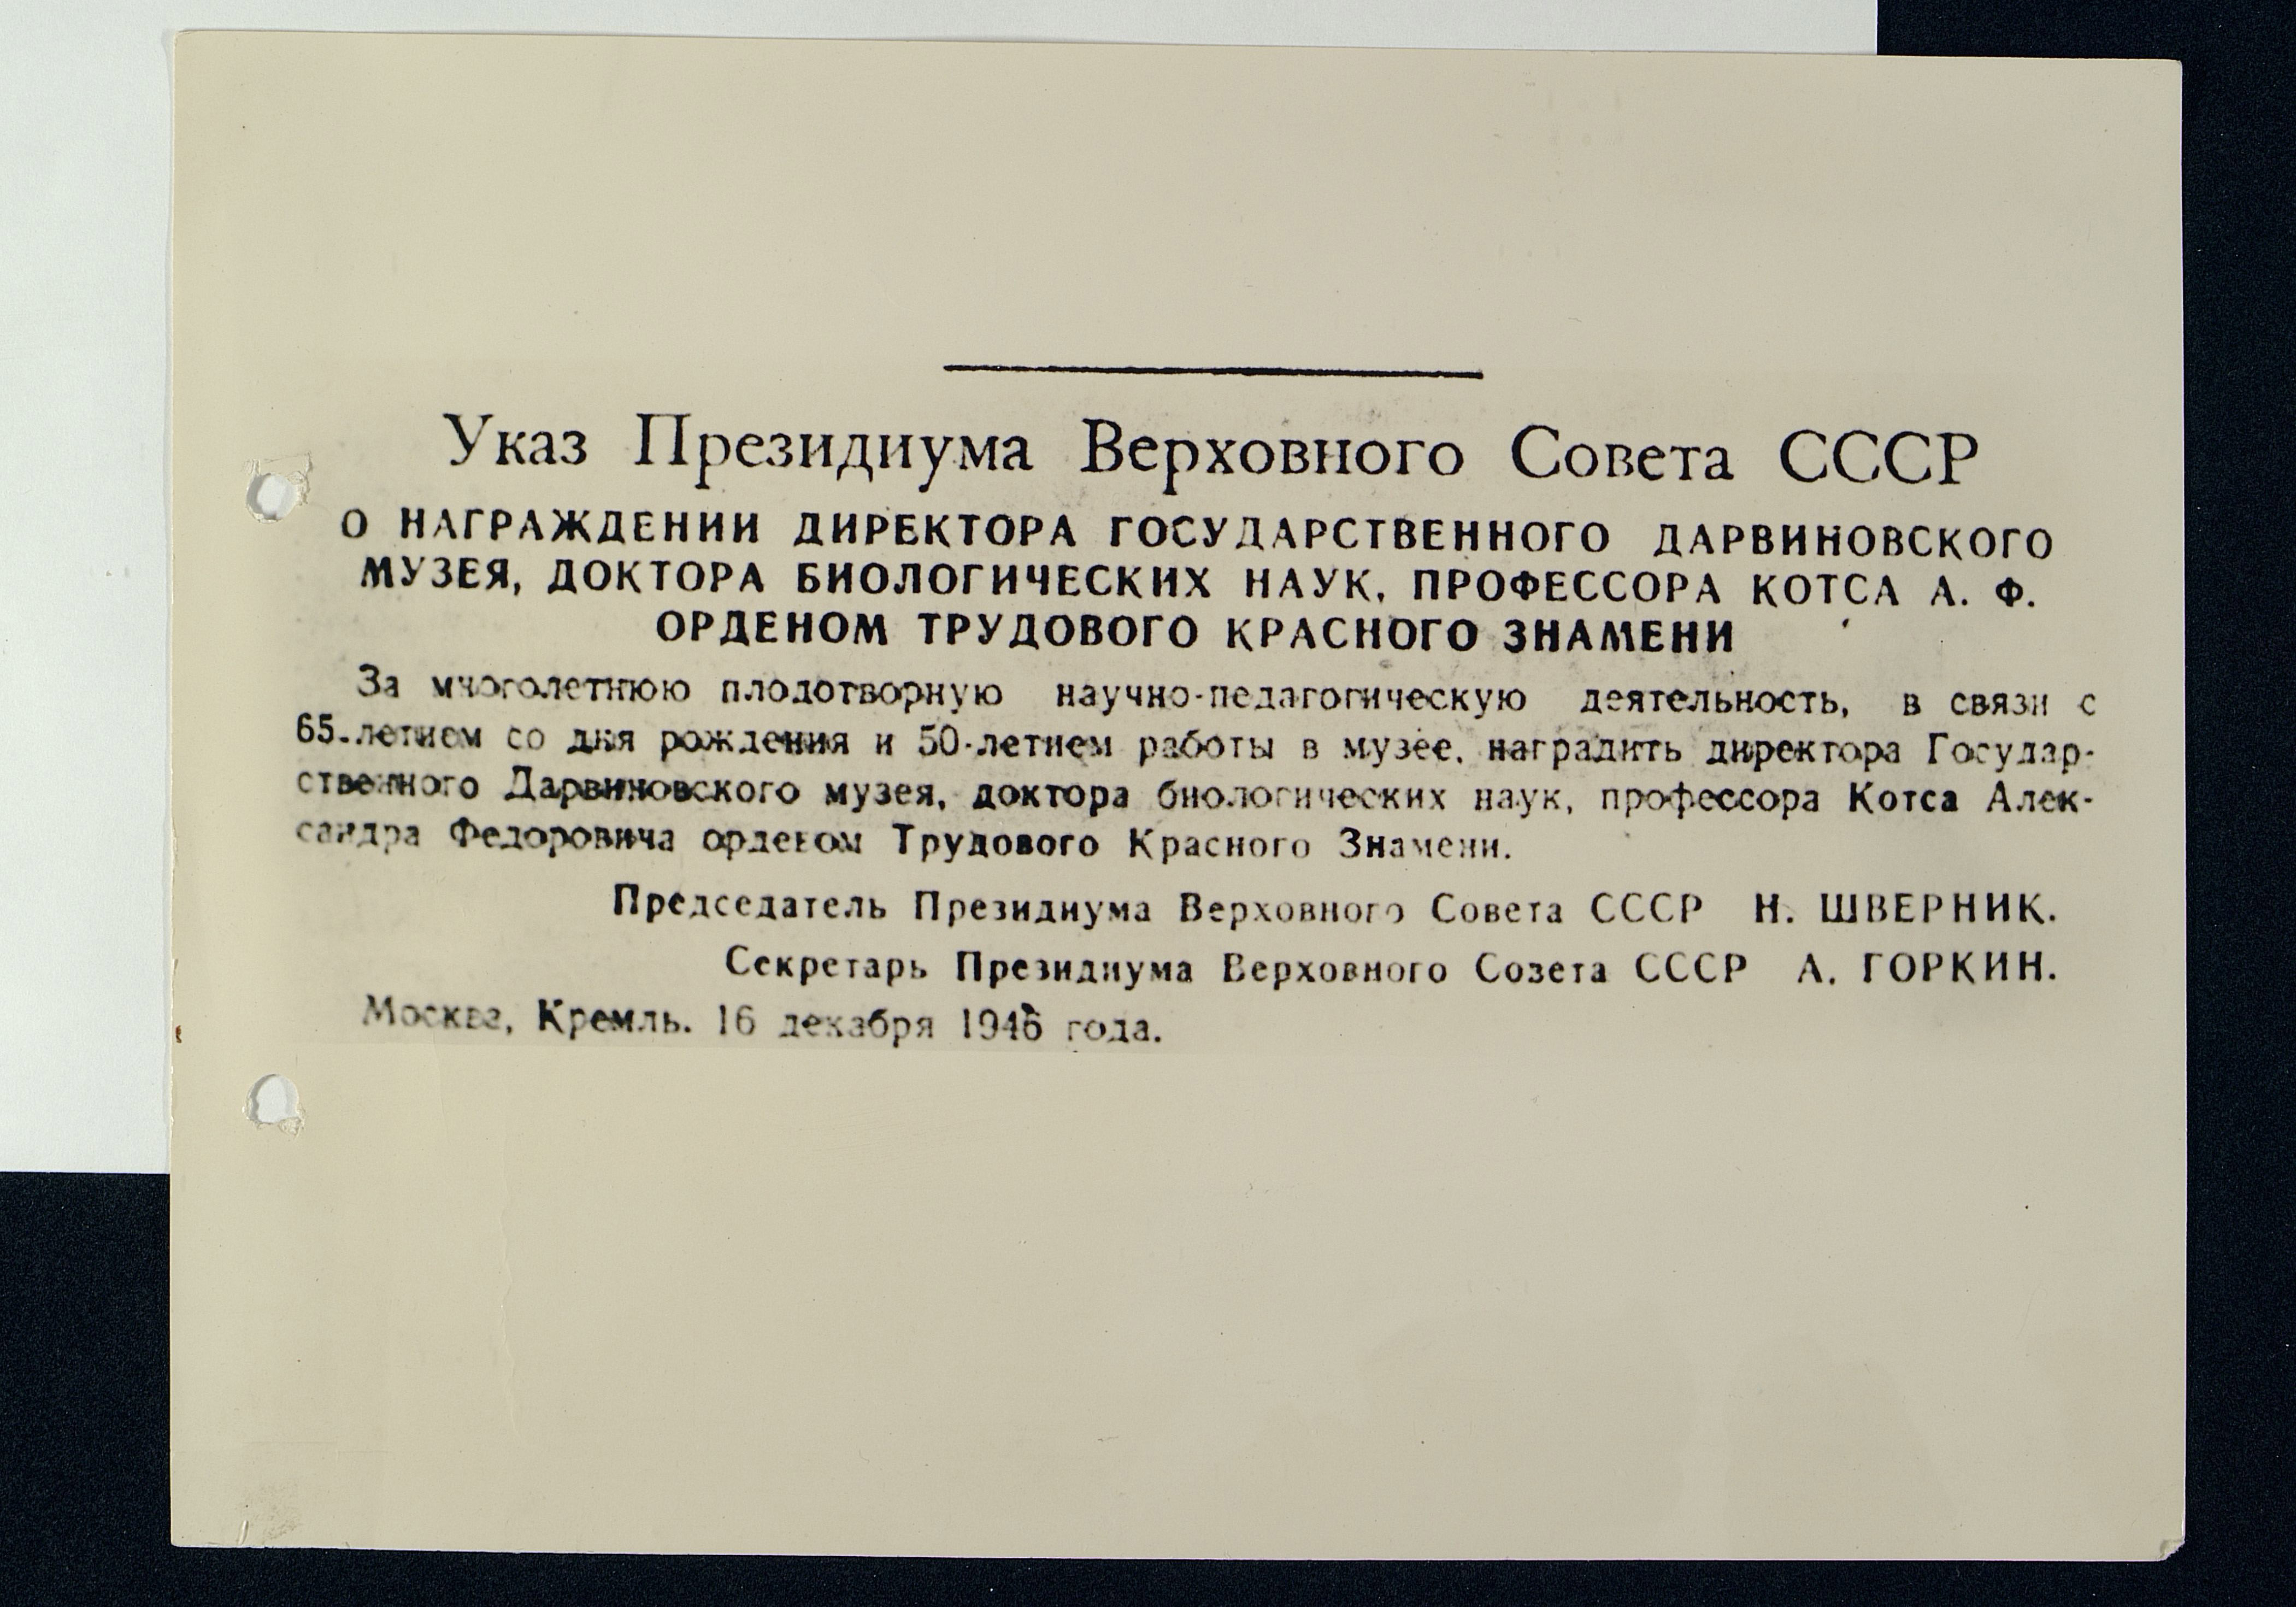 Указ Президиума Верховного Совета СССР
О НАГРАЖДЕНИИ ДИРЕКТОРА ГОСУДАРСТВЕННОГО ДАРВИНОВСКОГО
МУЗЕЯ, ДОКТОРА БИОЛОГИЧЕСКИХ НАУК, ПРОФЕССОРА КОТСА А. Ф.
ОРДЕНОМ ТРУДОВОГО КРАСНОГО ЗНАМЕНИ
За многолетнюю плодотворную научно-педагогическую деятельность, в связи с
65-летием со дня рождения и 50-летием работы в музее, наградить директора Государ-
ственного Дарвиновского музея, доктора биологических наук, профессора Котса Алек-
сандра Федоровича орденом Трудового Красного Знамени.
Председатель Президиума Верховного Совета СССР Н. ШВЕРНИК.
Секретарь Президиума Верховного Совета СССР А. ГОРКИН.
Москва, Кремль. 16 декабря 1946 года.